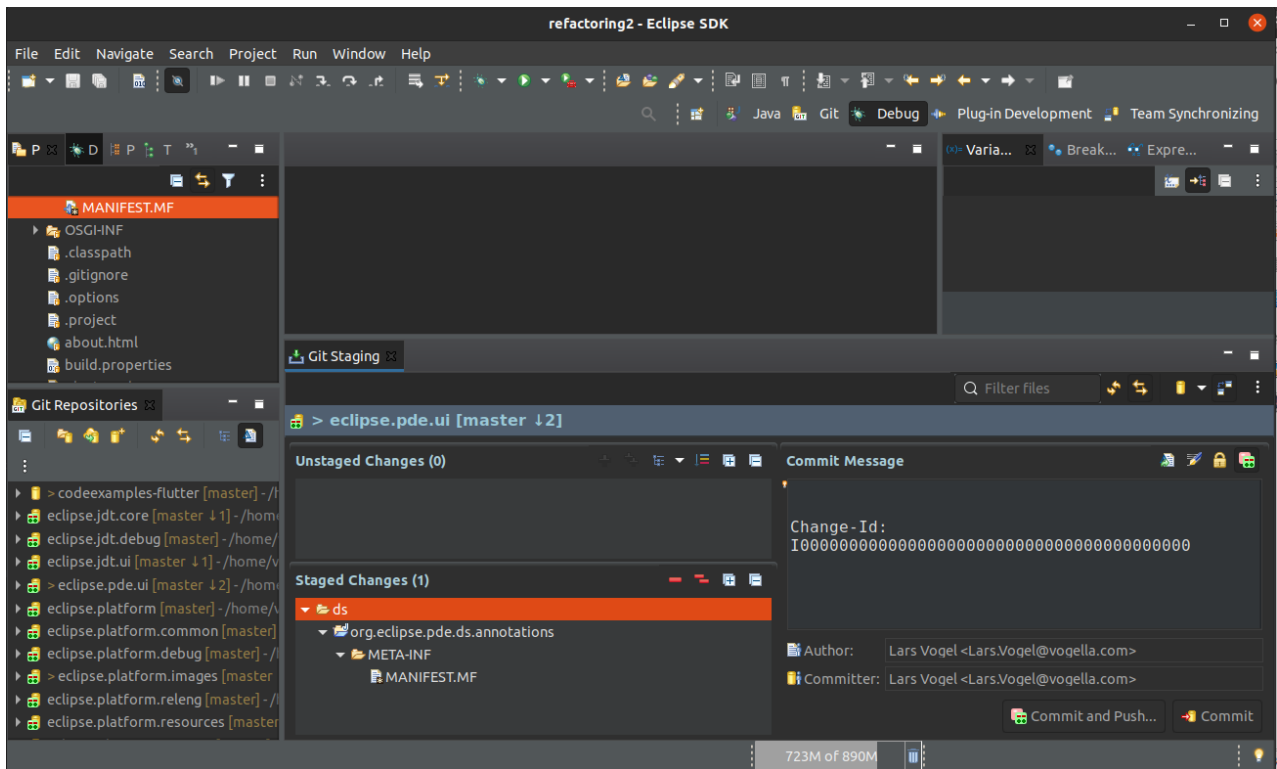 refactoring2 - Eclipse SDK
File Edit Navigate Search Project Run Window Help
Java Git Debug Plug-in Development Team Synchronizing
P D P T "1
Varia... Break... Expre...
MANIFEST.MF
OSGI-INF
.classpath
.gitignore
.options
.project
about.html
build.properties
Git Staging
Filter files
Git Repositories
> eclipse.pde.ui [master ↓2]
Unstaged Changes (0)
Commit Message
> codeexamples-flutter [master] - /h
eclipse.jdt.core [master ↓1] - /home
eclipse.jdt.debug [master] - /home/
eclipse.jdt.ui [master ↓1] - /home/v
> eclipse.pde.ui [master ↓2] - /home
eclipse.platform [master] - /home/v
eclipse.platform.common [master]
eclipse.platform.debug [master] - /l
> eclipse.platform.images [master
eclipse.platform.releng [master] - /l
eclipse.platform.resources [master
Change-Id:
I0000000000000000000000000000000000000000
Staged Changes (1)
ds
org.eclipse.pde.ds.annotations
META-INF
MANIFEST.MF
Author: Lars Vogel <Lars.Vogel@vogella.com>
Committer: Lars Vogel <Lars.Vogel@vogella.com>
Commit and Push... Commit
723M of 890M